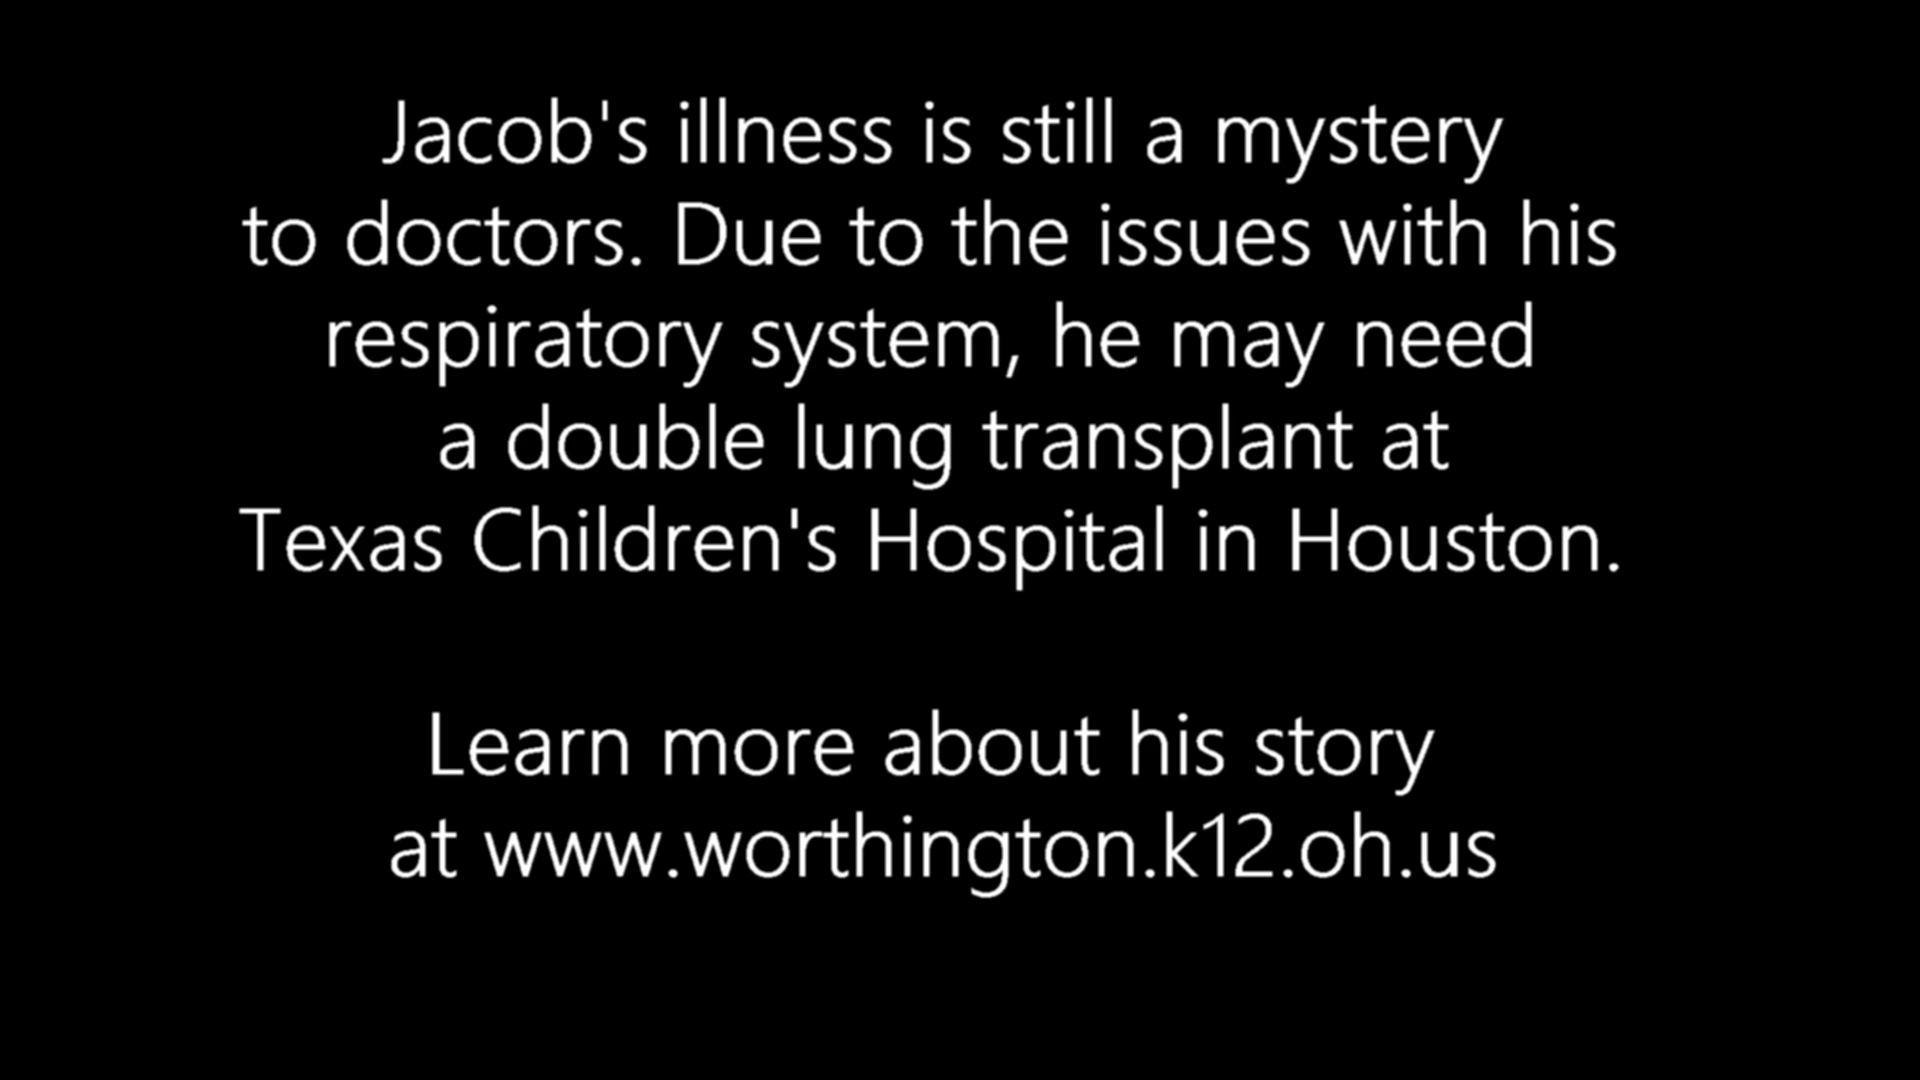 Jacob's illness is still a mystery
to doctors. Due to the issues with his
respiratory system, he may need
a double lung transplant at
Texas Children's Hospital in Houston.
Learn more about his story
at www.worthington.k12.oh.us